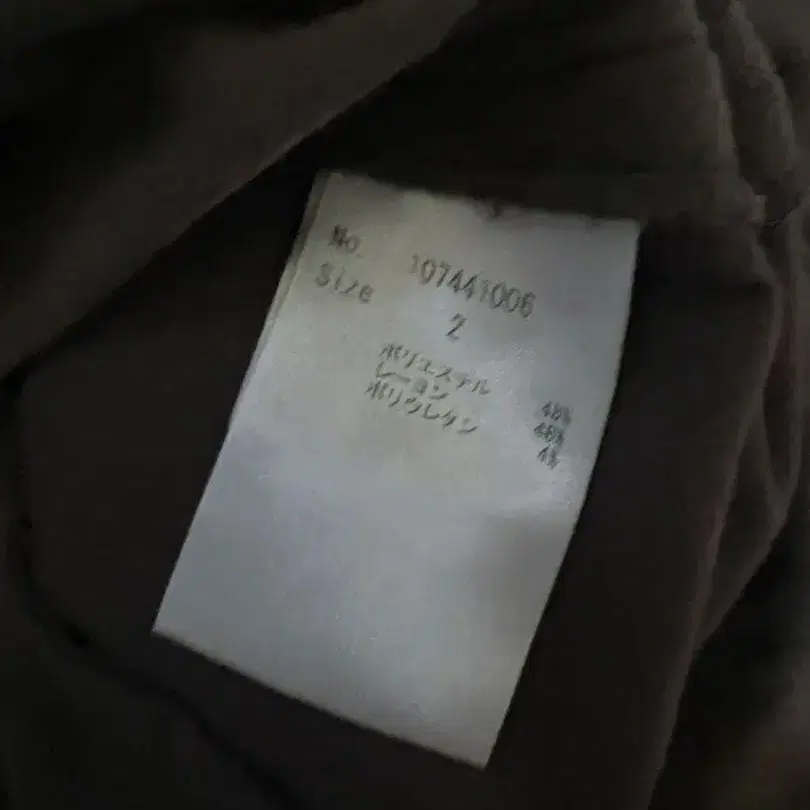 No. 107441006
Size 2
ポリエステル 48%
レーヨン 48%
ポリウレタン 4%